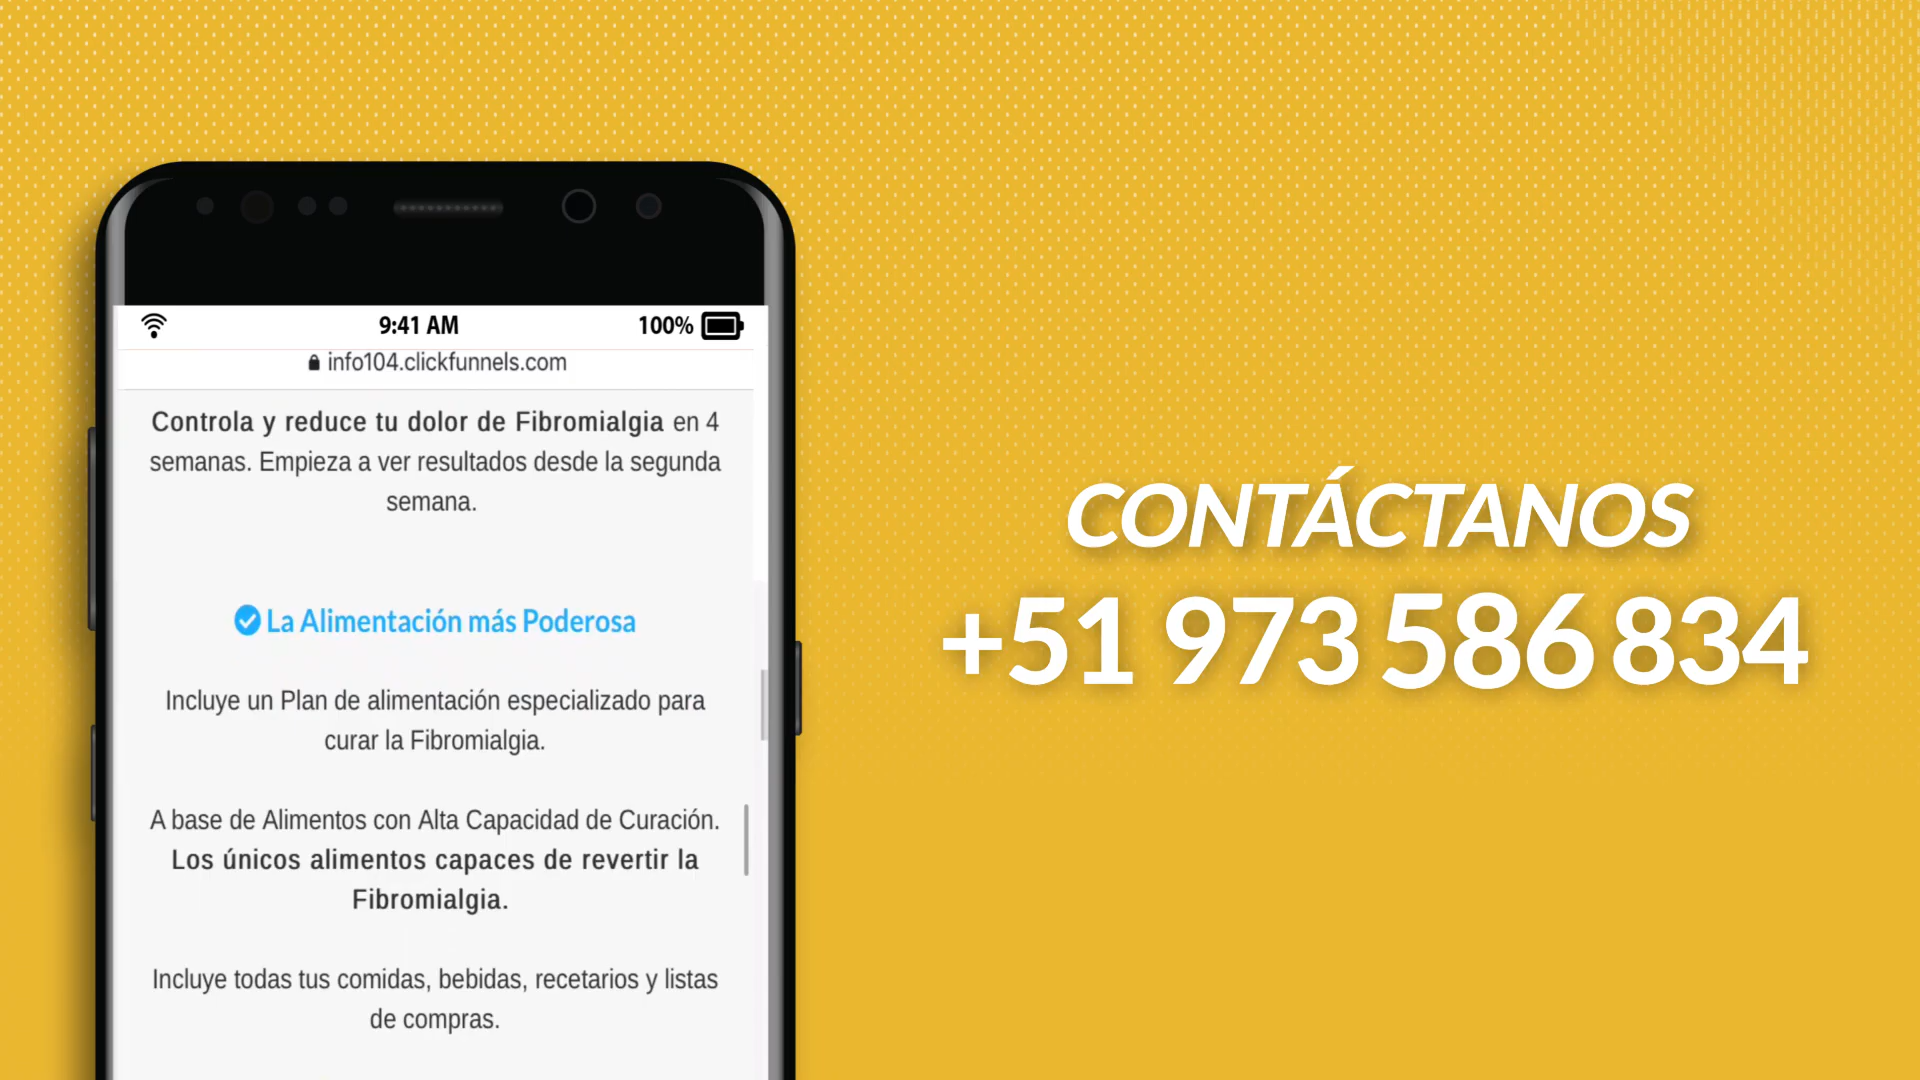 9:41 AM 100%
info104.clickfunnels.com
Controla y reduce tu dolor de Fibromialgia en 4
semanas. Empieza a ver resultados desde la segunda
semana.
La Alimentación más Poderosa
Incluye un Plan de alimentación especializado para
curar la Fibromialgia.
A base de Alimentos con Alta Capacidad de Curación.
Los únicos alimentos capaces de revertir la
Fibromialgia.
Incluye todas tus comidas, bebidas, recetarios y listas
de compras.
CONTÁCTANOS
+51 973 586 834